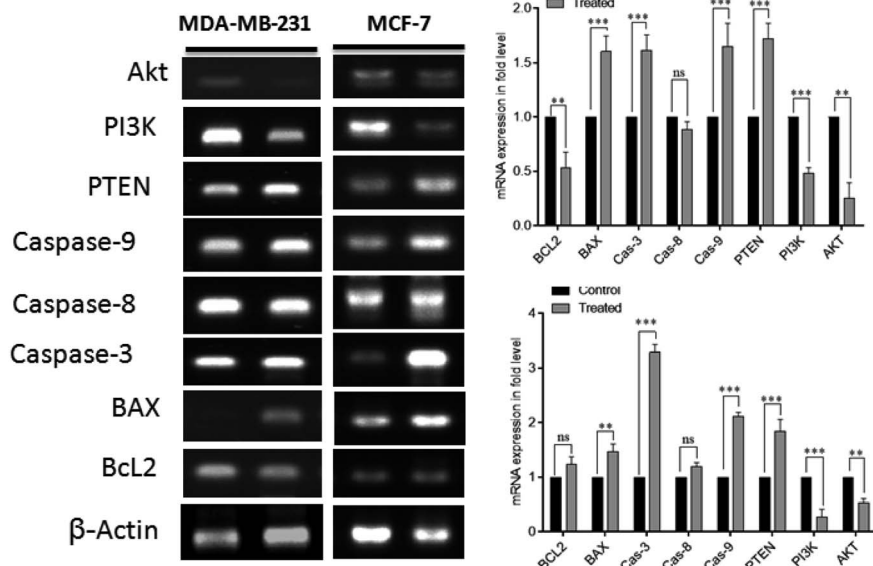 MDA-MB-231
MCF-7
Akt
PI3K
PTEN
Caspase-9
Caspase-8
Caspase-3
BAX
BcL2
β-Actin
Treated
mRNA expression in fold level
2.0
1.5
1.0
0.5
0.0
**
***
***
ns
***
***
***
**
BCL2
BAX
Cas-3
Cas-8
Cas-9
PTEN
PI3K
AKT
Control
Treated
mRNA expression in fold level
4
3
2
1
0
ns
**
***
ns
***
***
***
**
BCL2
BAX
Cas-3
Cas-8
Cas-9
PTEN
PI3K
AKT